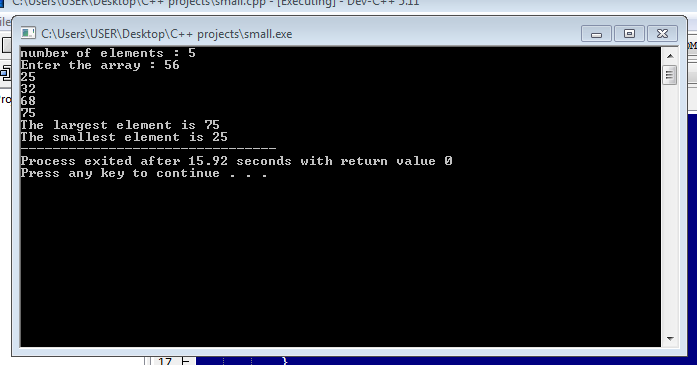 C:\Users\USER\Desktop\C++ projects\small.cpp - [Executing] - Dev-C++ 5.11
C:\Users\USER\Desktop\C++ projects\small.exe
number of elements : 5
Enter the array : 56
25
32
68
75
The largest element is 75
The smallest element is 25
--------------------------------
Process exited after 15.92 seconds with return value 0
Press any key to continue . . .
17
}